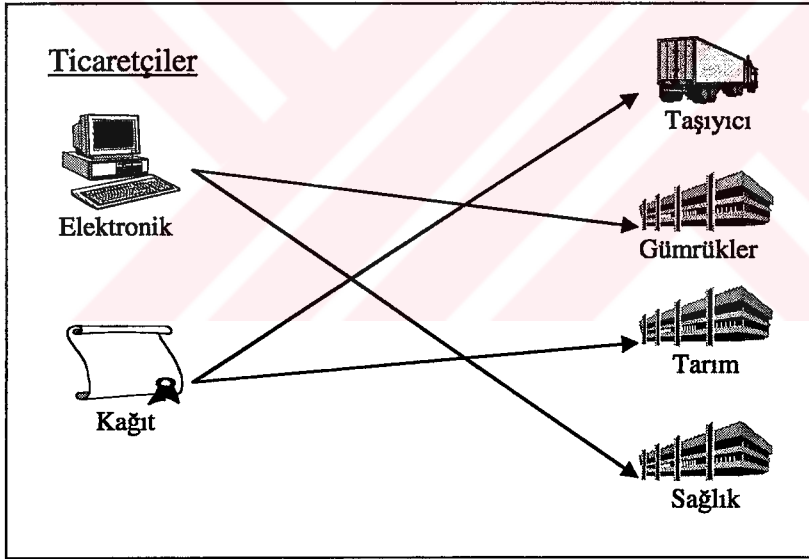 Ticaretçiler
Elektronik
Kağıt
Taşıyıcı
Gümrükler
Tarım
Sağlık